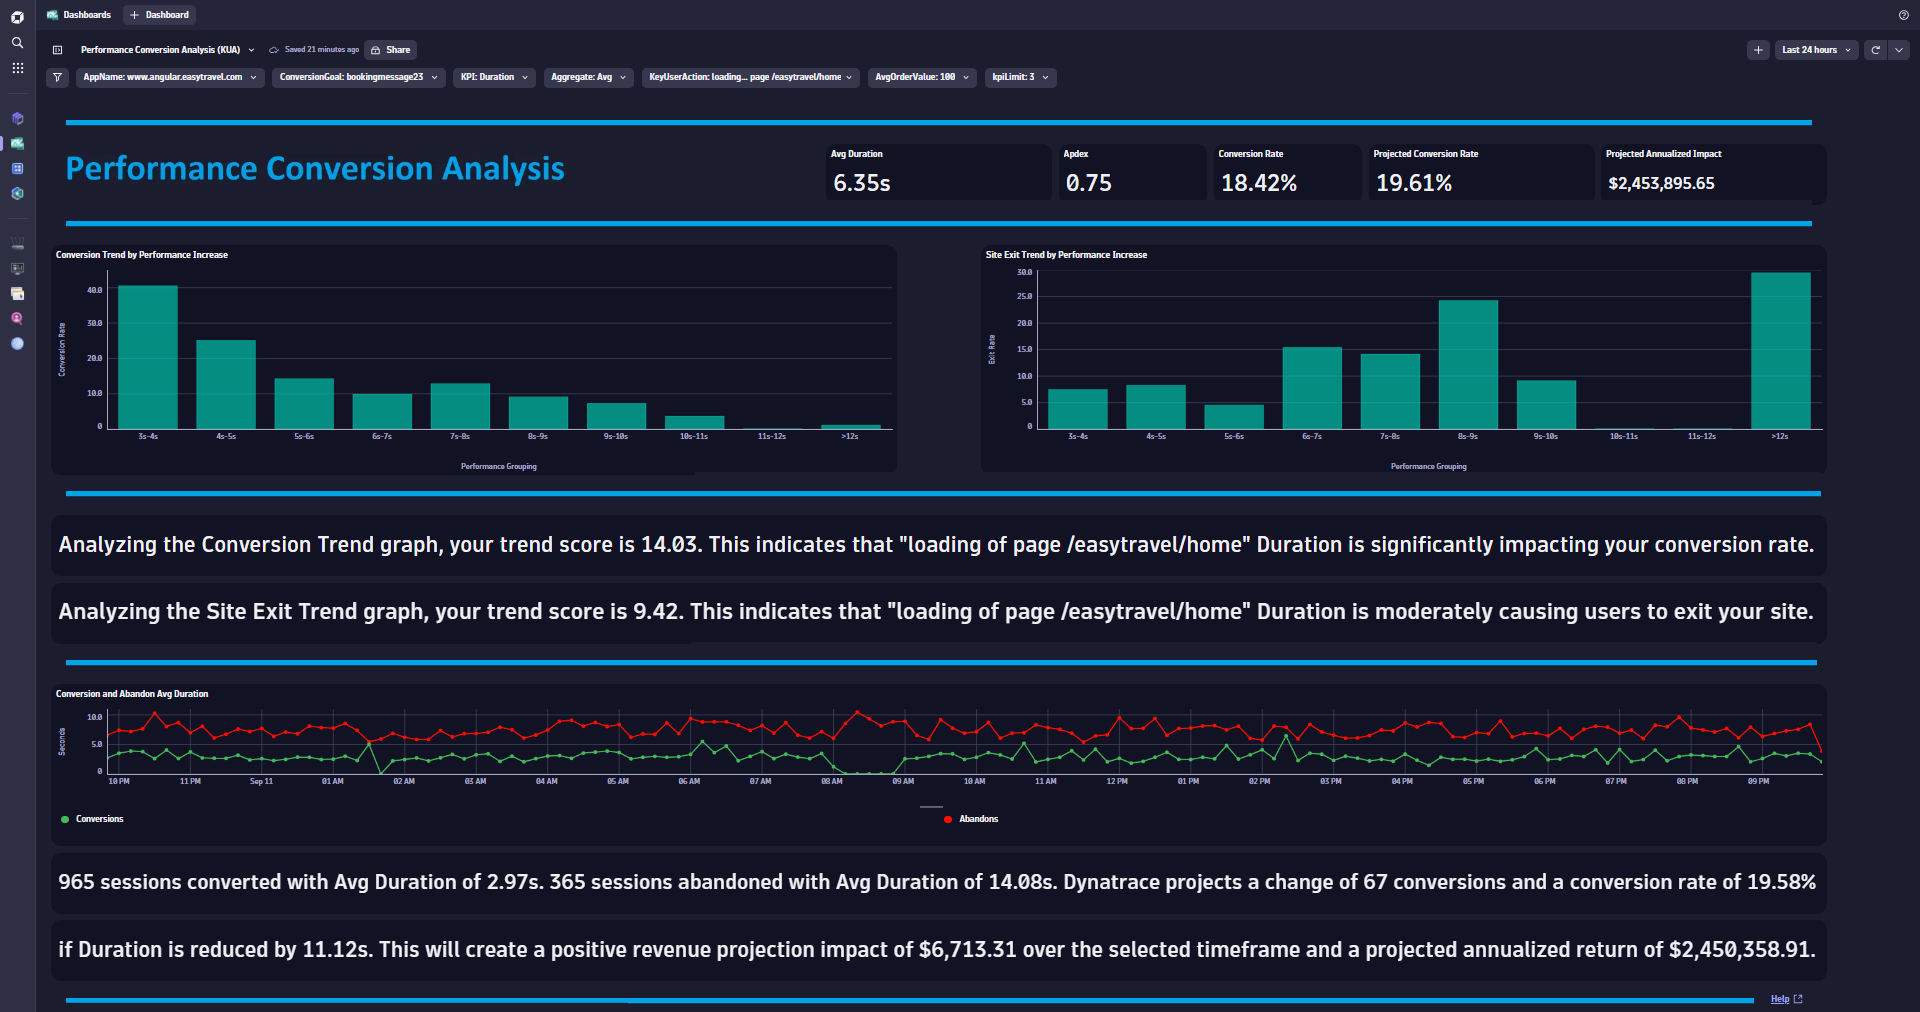 Dashboards
Dashboard
Performance Conversion Analysis (KUA)
Saved 21 minutes ago
Share
Last 24 hours
AppName: www.angular.easytravel.com
ConversionGoal: bookingmessage23
KPI: Duration
Aggregate: Avg
KeyUserAction: loading... page /easytravel/home
AvgOrderValue: 100
kpiLimit: 3
Performance Conversion Analysis
Avg Duration
6.35s
Apdex
0.75
Conversion Rate
18.42%
Projected Conversion Rate
19.61%
Projected Annualized Impact
$2,453,895.65
Conversion Trend by Performance Increase
Conversion Rate
40.0
30.0
20.0
10.0
0
3s-4s 4s-5s 5s-6s 6s-7s 7s-8s 8s-9s 9s-10s 10s-11s 11s-12s >12s
Performance Grouping
Site Exit Trend by Performance Increase
Exit Rate
30.0
25.0
20.0
15.0
10.0
5.0
0
3s-4s 4s-5s 5s-6s 6s-7s 7s-8s 8s-9s 9s-10s 10s-11s 11s-12s >12s
Performance Grouping
Analyzing the Conversion Trend graph, your trend score is 14.03. This indicates that "loading of page /easytravel/home" Duration is significantly impacting your conversion rate.
Analyzing the Site Exit Trend graph, your trend score is 9.42. This indicates that "loading of page /easytravel/home" Duration is moderately causing users to exit your site.
Conversion and Abandon Avg Duration
Seconds
10.0
5.0
0
10 PM 11 PM Sep 11 01 AM 02 AM 03 AM 04 AM 05 AM 06 AM 07 AM 08 AM 09 AM 10 AM 11 AM 12 PM 01 PM 02 PM 03 PM 04 PM 05 PM 06 PM 07 PM 08 PM 09 PM
Conversions
Abandons
965 sessions converted with Avg Duration of 2.97s. 365 sessions abandoned with Avg Duration of 14.08s. Dynatrace projects a change of 67 conversions and a conversion rate of 19.58%
if Duration is reduced by 11.12s. This will create a positive revenue projection impact of $6,713.31 over the selected timeframe and a projected annualized return of $2,450,358.91.
Help